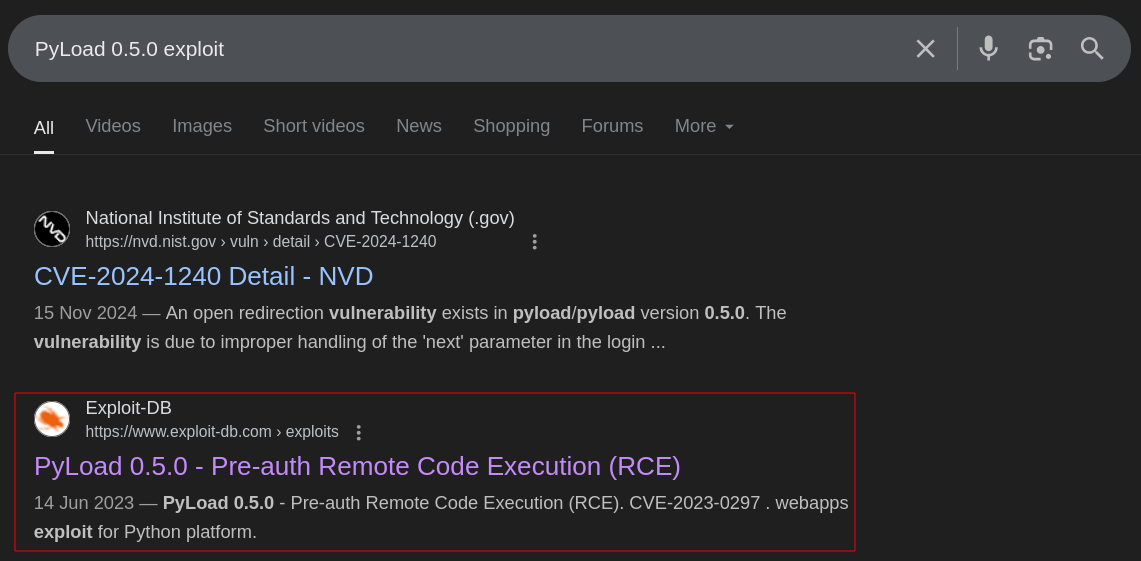 PyLoad 0.5.0 exploit
All Videos Images Short videos News Shopping Forums More
National Institute of Standards and Technology (.gov)
https://nvd.nist.gov › vuln › detail › CVE-2024-1240
CVE-2024-1240 Detail - NVD
15 Nov 2024 — An open redirection vulnerability exists in pyload/pyload version 0.5.0. The
vulnerability is due to improper handling of the 'next' parameter in the login ...
Exploit-DB
https://www.exploit-db.com › exploits
PyLoad 0.5.0 - Pre-auth Remote Code Execution (RCE)
14 Jun 2023 — PyLoad 0.5.0 - Pre-auth Remote Code Execution (RCE). CVE-2023-0297 . webapps
exploit for Python platform.